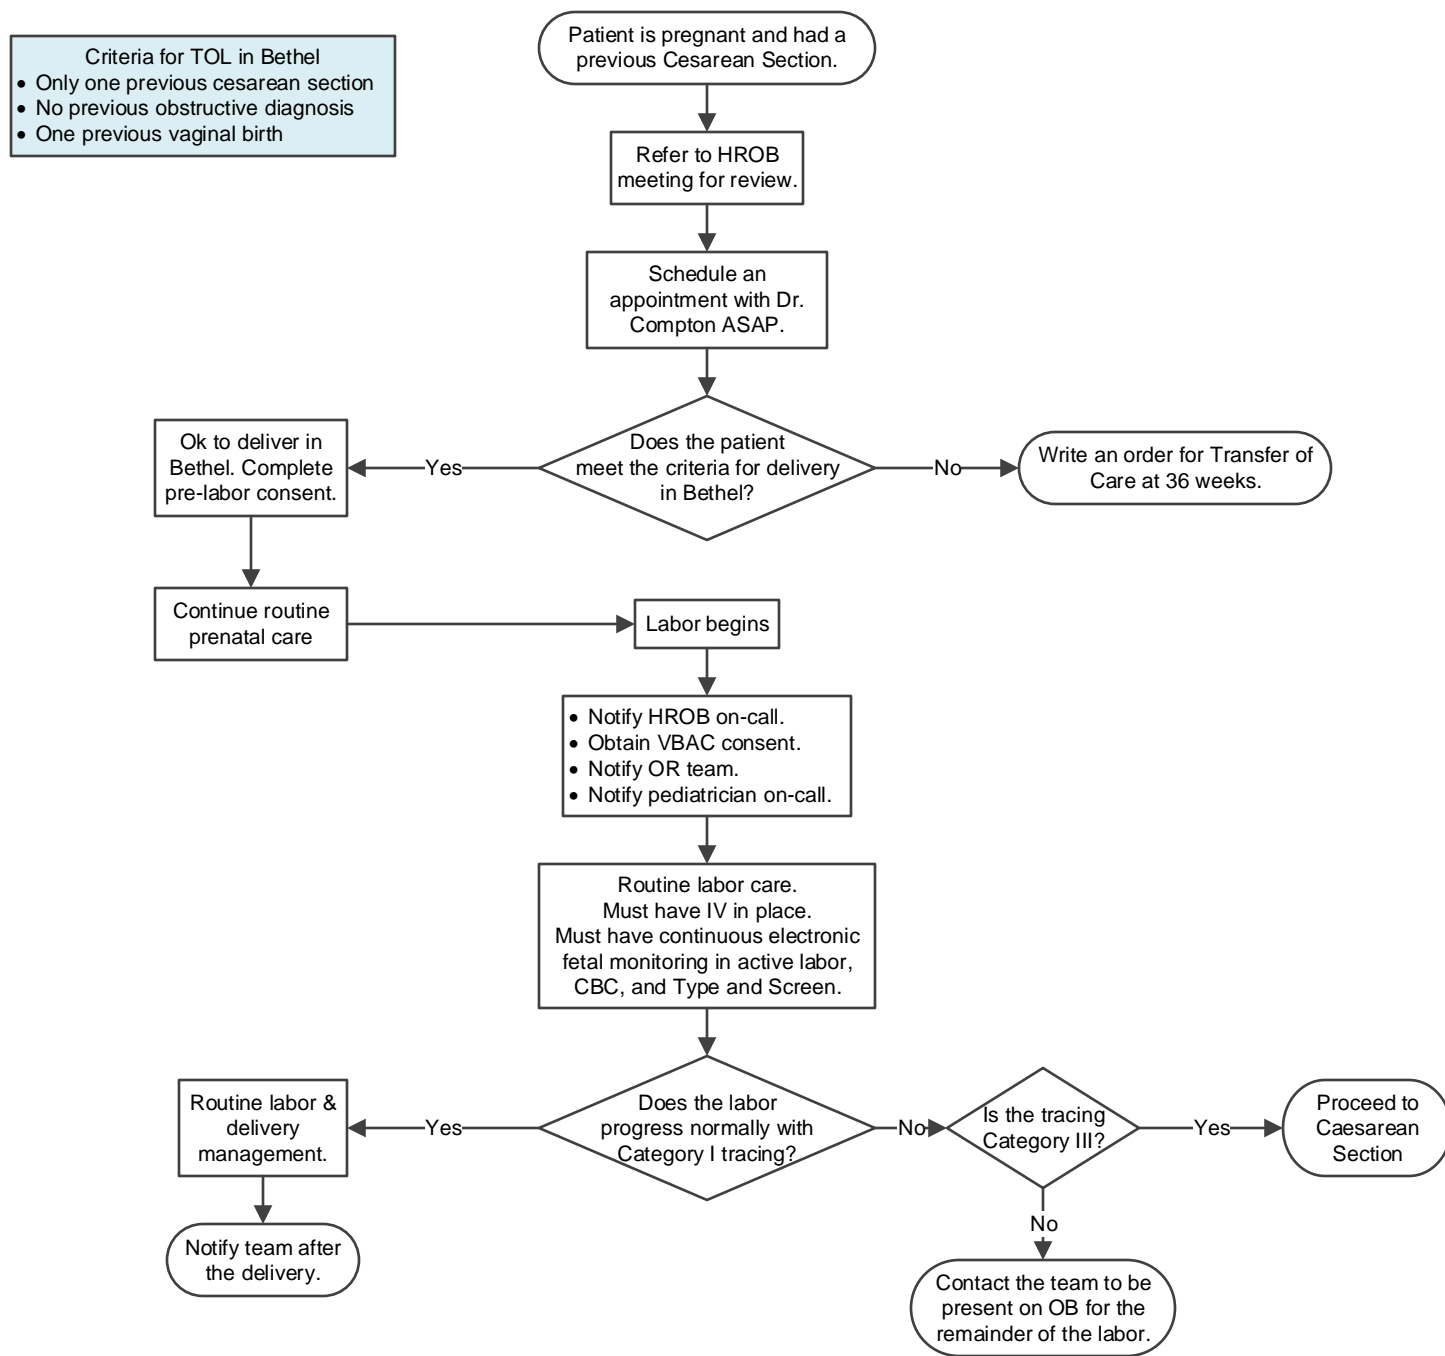 Criteria for TOL in Bethel
• Only one previous cesarean section
• No previous obstructive diagnosis
• One previous vaginal birth
Patient is pregnant and had a
previous Cesarean Section.
Refer to HROB
meeting for review.
Schedule an
appointment with Dr.
Compton ASAP.
Does the patient
meet the criteria for delivery
in Bethel?
Yes
No
Ok to deliver in
Bethel. Complete
pre-labor consent.
Write an order for Transfer of
Care at 36 weeks.
Continue routine
prenatal care
Labor begins
• Notify HROB on-call.
• Obtain VBAC consent.
• Notify OR team.
• Notify pediatrician on-call.
Routine labor care.
Must have IV in place.
Must have continuous electronic
fetal monitoring in active labor,
CBC, and Type and Screen.
Does the labor
progress normally with
Category I tracing?
Yes
No
Routine labor &
delivery
management.
Notify team after
the delivery.
Is the tracing
Category III?
Yes
Proceed to
Caesarean
Section
No
Contact the team to be
present on OB for the
remainder of the labor.